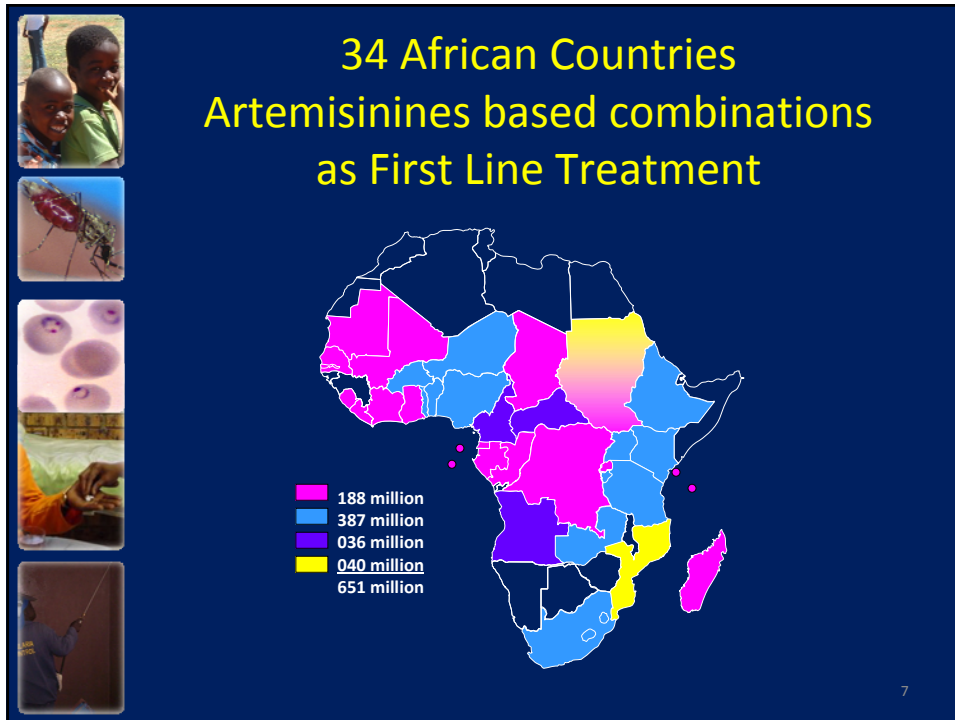 34 African Countries
Artemisinines based combinations
as First Line Treatment
188 million
387 million
036 million
040 million
651 million
7